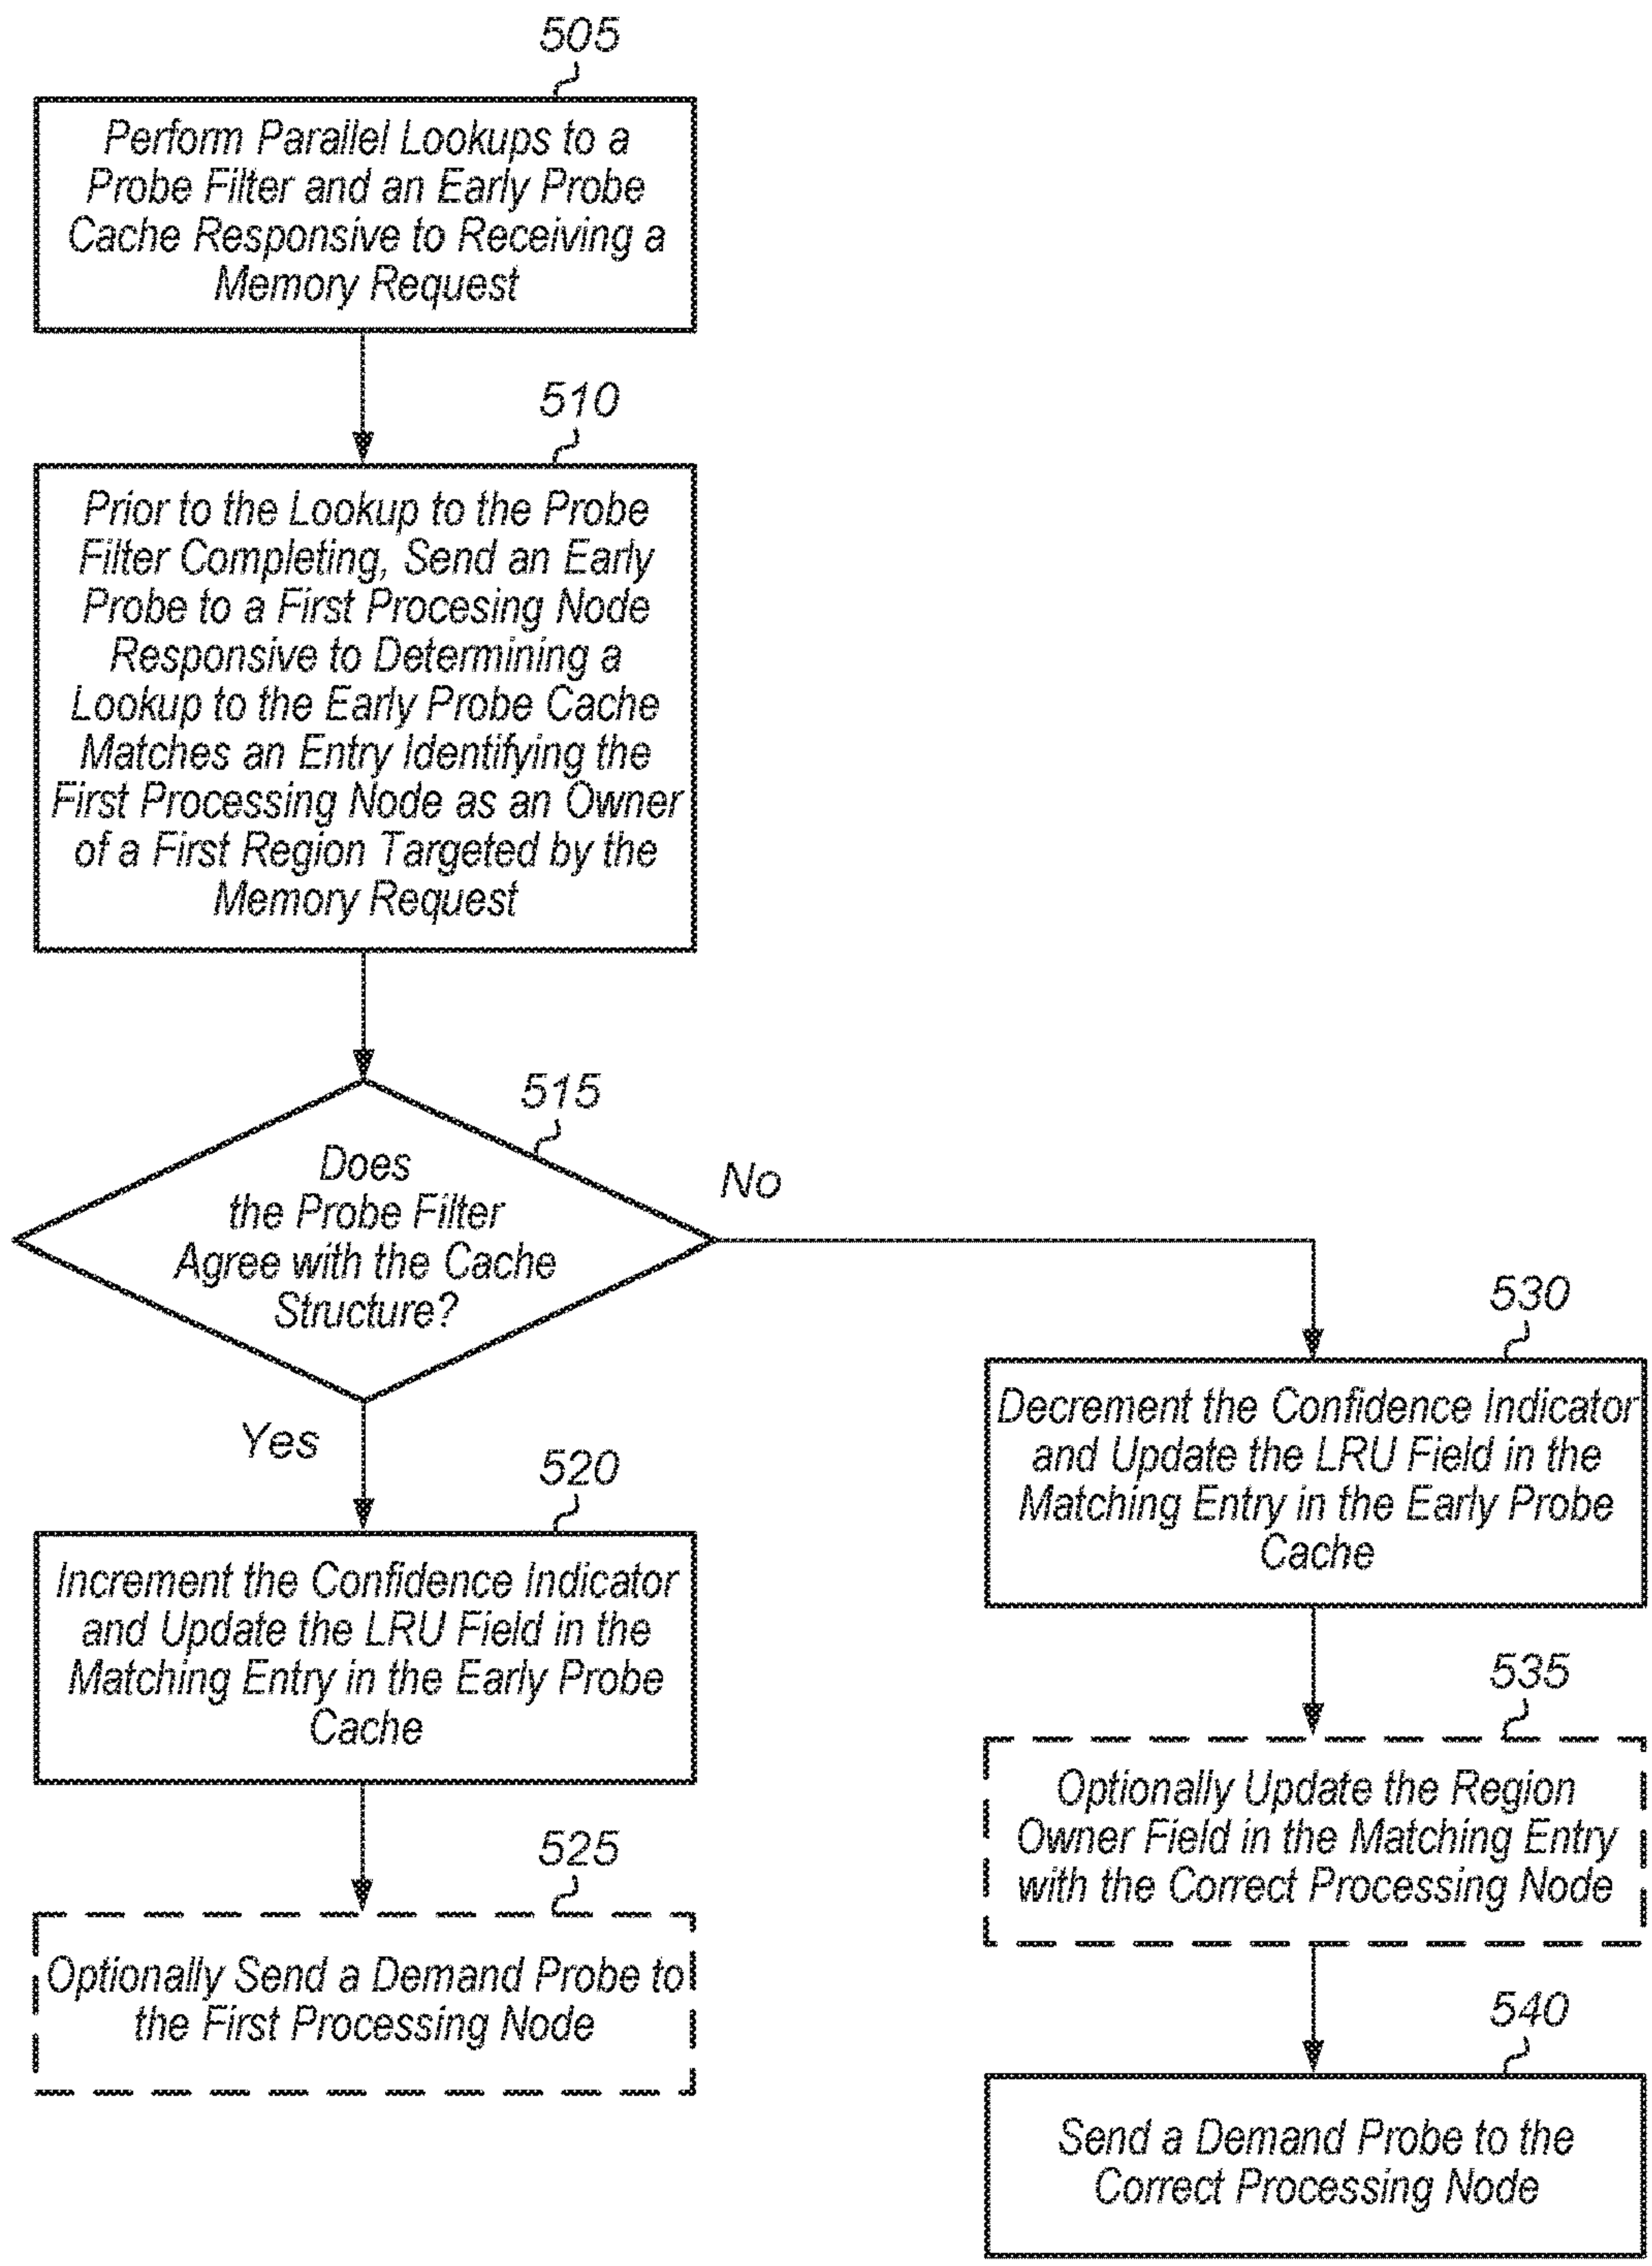 505
Perform Parallel Lookups to a
Probe Filter and an Early Probe
Cache Responsive to Receiving a
Memory Request
510
Prior to the Lookup to the Probe
Filter Completing, Send an Early
Probe to a First Procesing Node
Responsive to Determining a
Lookup to the Early Probe Cache
Matches an Entry Identifying the
First Processing Node as an Owner
of a First Region Targeted by the
Memory Request
515
Does
the Probe Filter
Agree with the Cache
Structure?
No
Yes
520
Increment the Confidence Indicator
and Update the LRU Field in the
Matching Entry in the Early Probe
Cache
525
Optionally Send a Demand Probe to
the First Processing Node
530
Decrement the Confidence Indicator
and Update the LRU Field in the
Matching Entry in the Early Probe
Cache
535
Optionally Update the Region
Owner Field in the Matching Entry
with the Correct Processing Node
540
Send a Demand Probe to the
Correct Processing Node